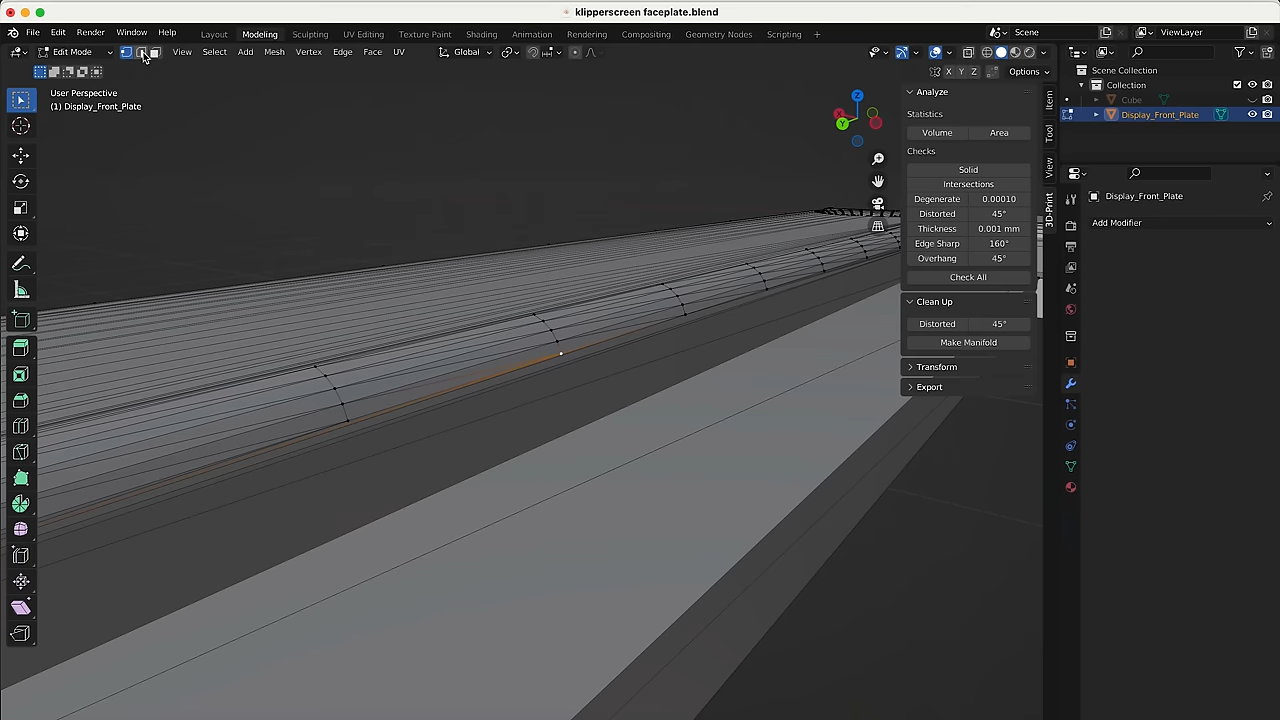 klipperscreen faceplate.blend
File Edit Render Window Help Layout Modeling Sculpting UV Editing Texture Paint Shading Animation Rendering Compositing Geometry Nodes Scripting + Scene ViewLayer
Edit Mode View Select Add Mesh Vertex Edge Face UV Global
X Y Z Options
User Perspective
(1) Display_Front_Plate
Z
Y
Analyze
Statistics
Volume Area
Checks
Solid
Intersections
Degenerate 0.00010
Distorted 45°
Thickness 0.001 mm
Edge Sharp 160°
Overhang 45°
Check All
Clean Up
Distorted 45°
Make Manifold
Transform
Export
Item
Tool
View
3D-Print
Scene Collection
Collection
Cube
Display_Front_Plate
Display_Front_Plate
Add Modifier